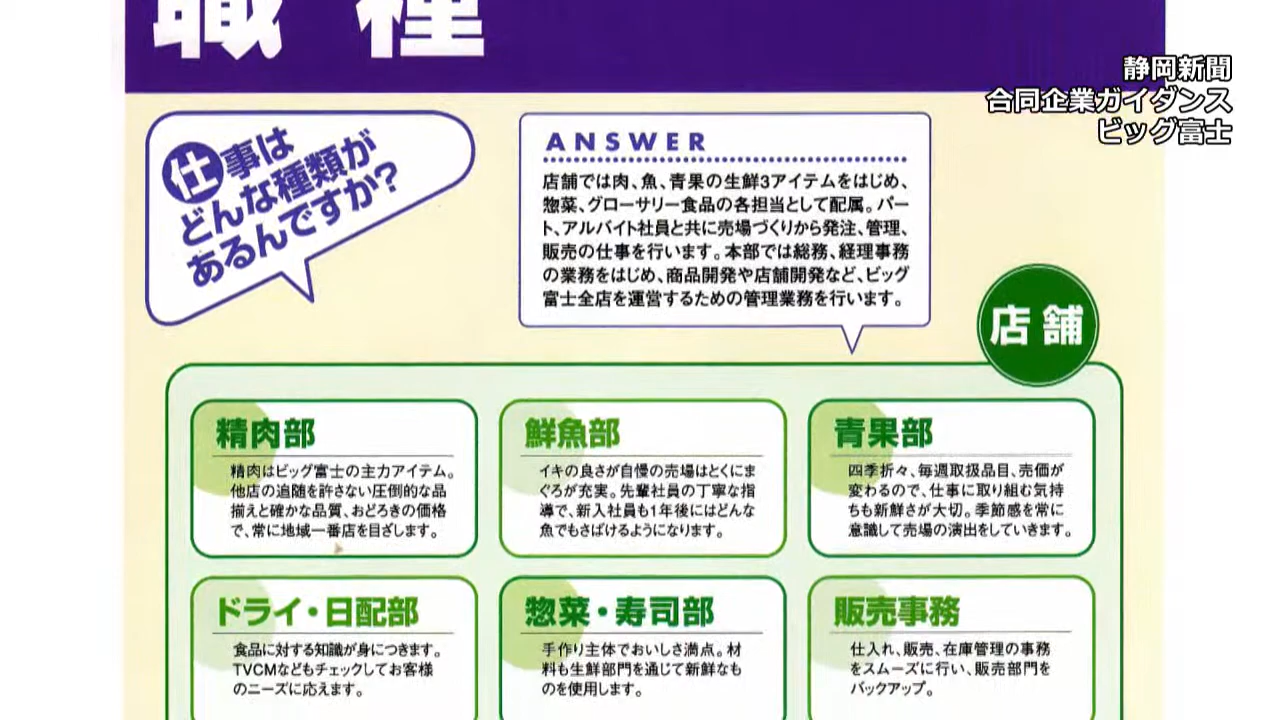 職種
静岡新聞
合同企業ガイダンス
ビッグ富士
仕事は
どんな種類が
あるんですか?
ANSWER
店舗では肉、魚、青果の生鮮3アイテムをはじめ、
惣菜、グローサリー食品の各担当として配属。パー
ト、アルバイト社員と共に売場づくりから発注、管理、
販売の仕事を行います。本部では総務、経理事務
の業務をはじめ、商品開発や店舗開発など、ビッグ
富士全店を運営するための管理業務を行います。
店舗
精肉部
精肉はビッグ富士の主力アイテム。
他店の追随を許さない圧倒的な品
揃えと確かな品質、おどろきの価格
で、常に地域一番店を目ざします。
鮮魚部
イキの良さが自慢の売場はとくにま
ぐろが充実。先輩社員の丁寧な指
導で、新入社員も1年後にはどんな
魚でもさばけるようになります。
青果部
四季折々、毎週取扱品目、売価が
変わるので、仕事に取り組む気持
ちも新鮮さが大切。季節感を常に
意識して売場の演出をしていきます。
ドライ・日配部
食品に対する知識が身につきます。
TVCMなどもチェックしてお客様
のニーズに応えます。
惣菜・寿司部
手作り主体でおいしさ満点。材
料も生鮮部門を通じて新鮮なも
のを使用します。
販売事務
仕入れ、販売、在庫管理の事務
をスムーズに行い、販売部門を
バックアップ。